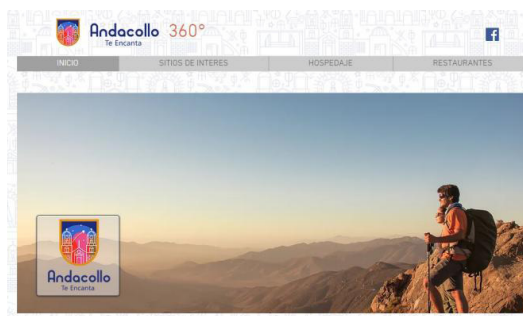 Andacollo 360°
Te Encanta
INICIO SITIOS DE INTERES HOSPEDAJE RESTAURANTES
Andacollo
Te Encanta